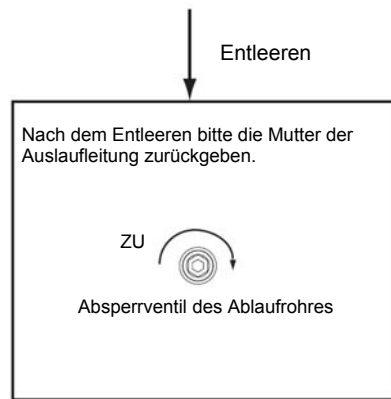 Entleeren
Nach dem Entleeren bitte die Mutter der
Auslaufleitung zurückgeben.
ZU
Absperrventil des Ablaufrohres